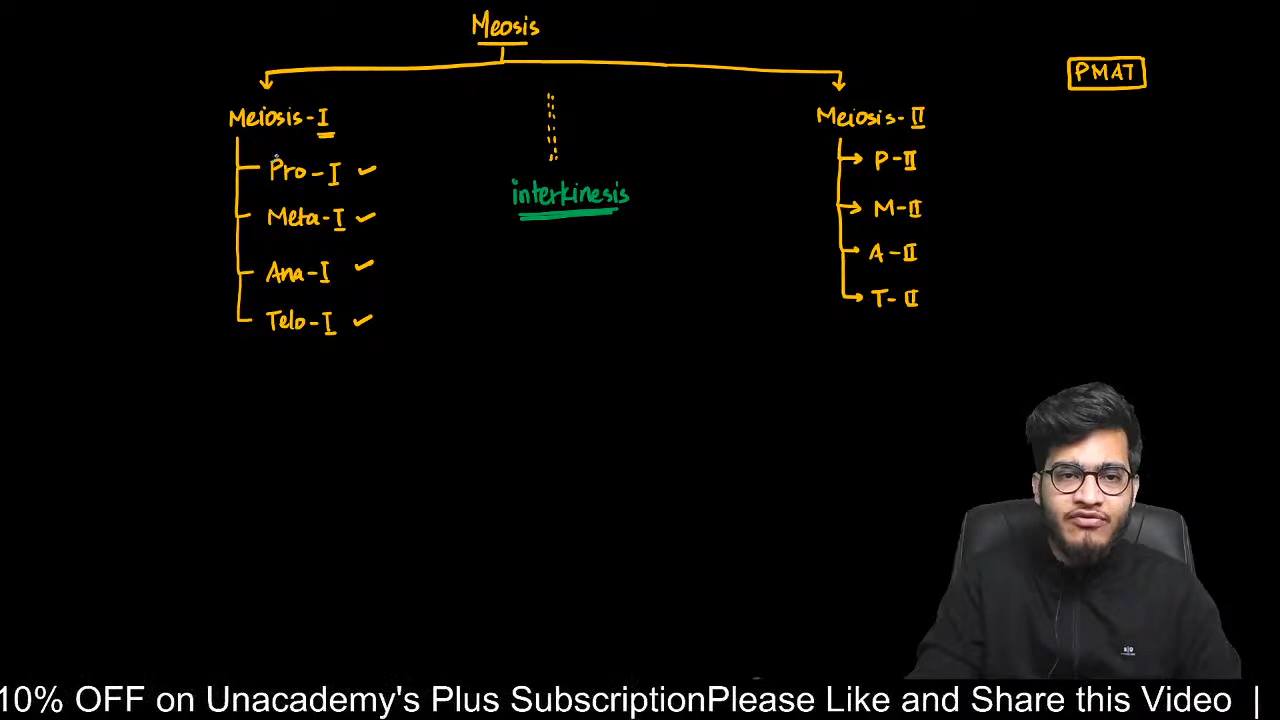 Meosis
PMAT
Meiosis-I
Pro-I
Meta-I
Ana-I
Telo-I
interkinesis
Meiosis-II
P-II
M-II
A-II
T-II
10% OFF on Unacademy's Plus SubscriptionPlease Like and Share this Video |